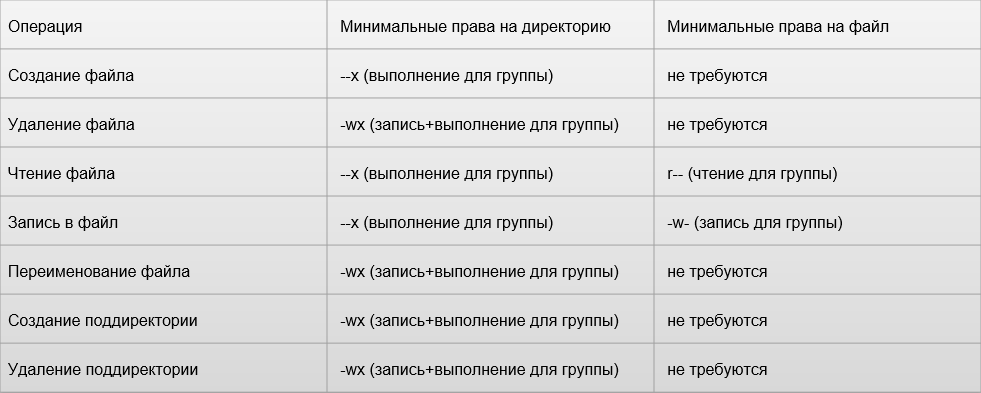 Операция Минимальные права на директорию Минимальные права на файл
Создание файла --x (выполнение для группы) не требуются
Удаление файла -wx (запись+выполнение для группы) не требуются
Чтение файла --x (выполнение для группы) r-- (чтение для группы)
Запись в файл --x (выполнение для группы) -w- (запись для группы)
Переименование файла -wx (запись+выполнение для группы) не требуются
Создание поддиректории -wx (запись+выполнение для группы) не требуются
Удаление поддиректории -wx (запись+выполнение для группы) не требуются